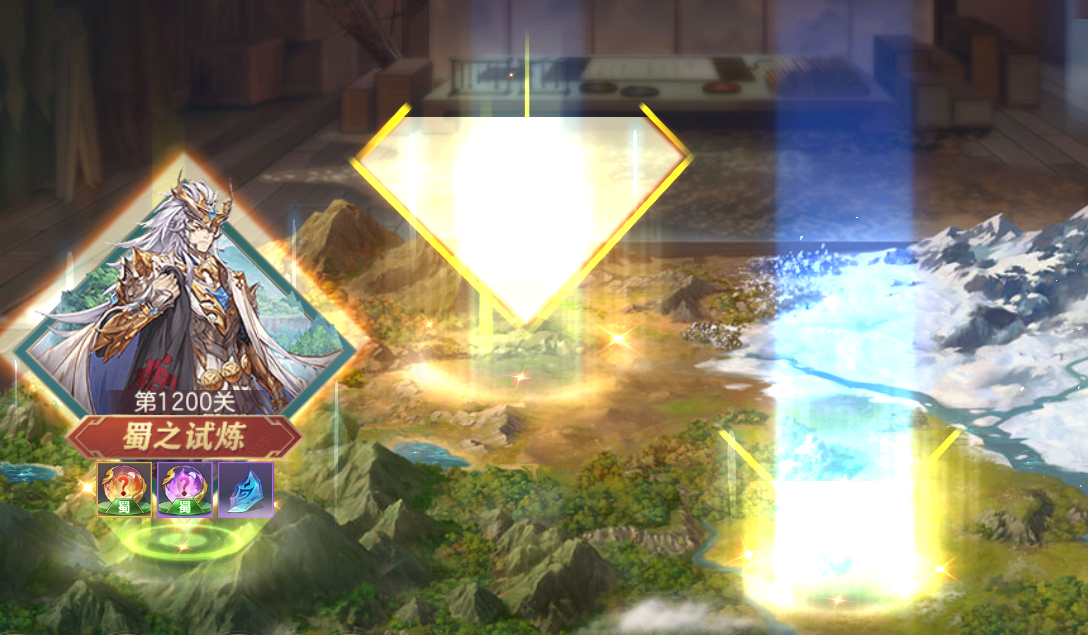 第1200关
蜀之试炼
? ?
蜀 蜀